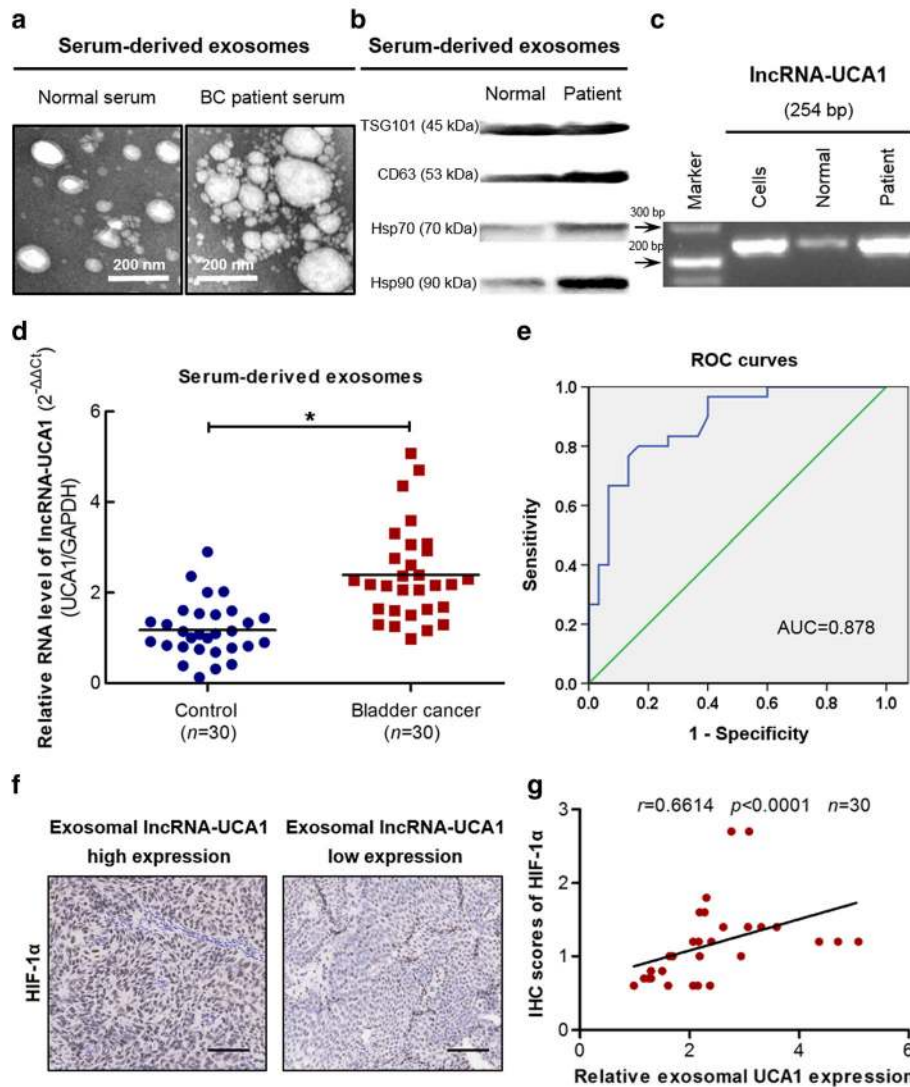 a
Serum-derived exosomes
Normal serum BC patient serum
200 nm 200 nm
b
Serum-derived exosomes
Normal Patient
TSG101 (45 kDa)
CD63 (53 kDa)
Hsp70 (70 kDa)
Hsp90 (90 kDa)
c
lncRNA-UCA1
(254 bp)
Marker Cells Normal Patient
300 bp
200 bp
d
Serum-derived exosomes
Relative RNA level of lncRNA-UCA1 (2^-ΔΔCt)
(UCA1/GAPDH)
6
4
2
0
*
Control Bladder cancer
(n=30) (n=30)
e
ROC curves
Sensitivity
1.0
0.8
0.6
0.4
0.2
0.0
AUC=0.878
0.0 0.2 0.4 0.6 0.8 1.0
1 - Specificity
f
Exosomal lncRNA-UCA1 Exosomal lncRNA-UCA1
high expression low expression
HIF-1α
g
r=0.6614 p<0.0001 n=30
IHC scores of HIF-1α
3
2
1
0
0 2 4 6
Relative exosomal UCA1 expression